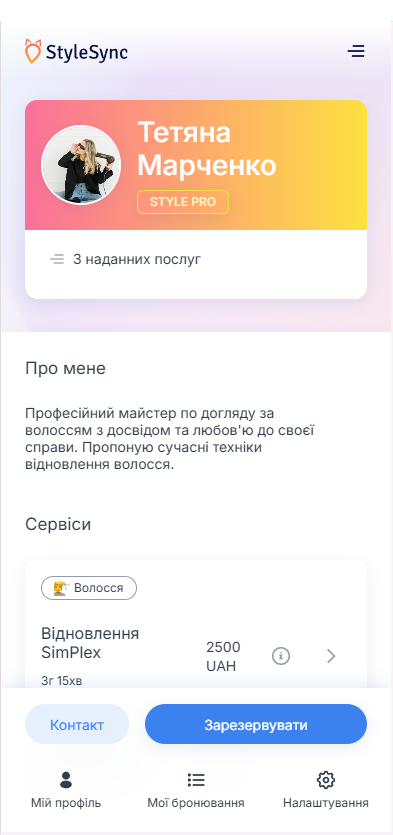 StyleSync
Тетяна
Марченко
STYLE PRO
3 наданних послуг
Про мене
Професійний майстер по догляду за
волоссям з досвідом та любов'ю до своєї
справи. Пропоную сучасні техніки
відновлення волосся.
Сервіси
Волосся
Відновлення
SimPlex
2500
UAH
3г 15хв
Контакт
Зарезервувати
Мій профіль
Мої бронювання
Налаштування